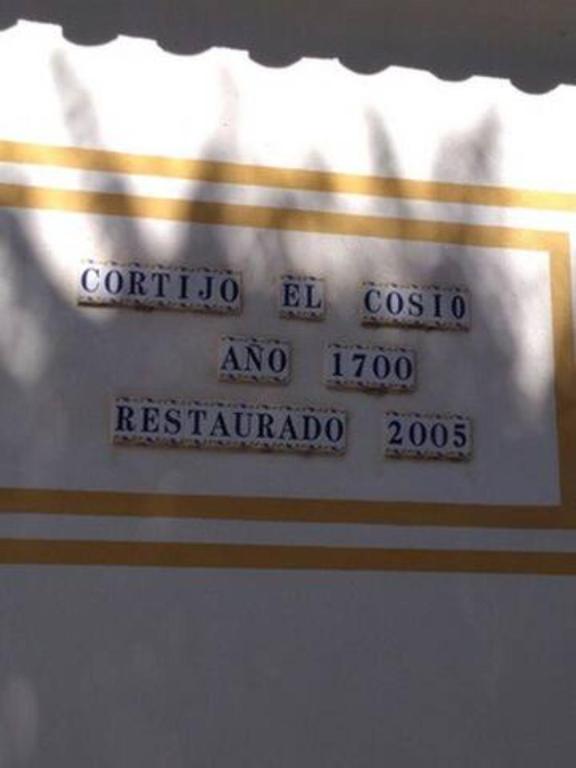 CORTIJO EL COSIO
AÑO 1700
RESTAURADO 2005